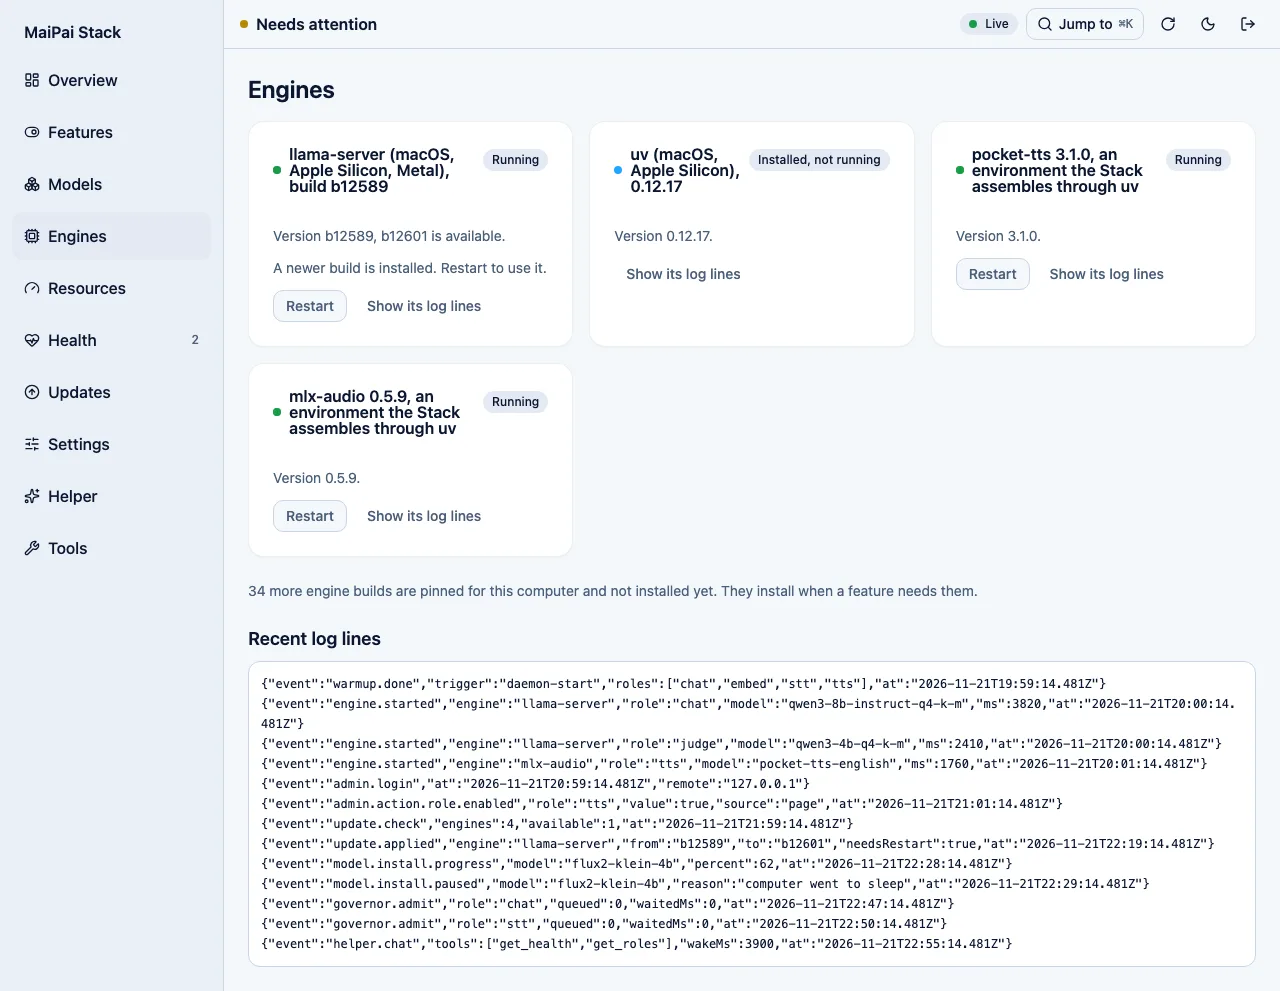 MaiPai Stack
Overview
Features
Models
Engines
Resources
Health 2
Updates
Settings
Helper
Tools
Needs attention
Live
Jump to ⌘K
Engines
llama-server (macOS,
Apple Silicon, Metal),
build b12589
Running
Version b12589, b12601 is available.
A newer build is installed. Restart to use it.
Restart
Show its log lines
uv (macOS,
Apple Silicon),
0.12.17
Installed, not running
Version 0.12.17.
Show its log lines
pocket-tts 3.1.0, an
environment the Stack
assembles through uv
Running
Version 3.1.0.
Restart
Show its log lines
mlx-audio 0.5.9, an
environment the Stack
assembles through uv
Running
Version 0.5.9.
Restart
Show its log lines
34 more engine builds are pinned for this computer and not installed yet. They install when a feature needs them.
Recent log lines
{"event":"warmup.done","trigger":"daemon-start","roles":["chat","embed","stt","tts"],"at":"2026-11-21T19:59:14.481Z"}
{"event":"engine.started","engine":"llama-server","role":"chat","model":"qwen3-8b-instruct-q4-k-m","ms":3820,"at":"2026-11-21T20:00:14.
481Z"}
{"event":"engine.started","engine":"llama-server","role":"judge","model":"qwen3-4b-q4-k-m","ms":2410,"at":"2026-11-21T20:00:14.481Z"}
{"event":"engine.started","engine":"mlx-audio","role":"tts","model":"pocket-tts-english","ms":1760,"at":"2026-11-21T20:01:14.481Z"}
{"event":"admin.login","at":"2026-11-21T20:59:14.481Z","remote":"127.0.0.1"}
{"event":"admin.action.role.enabled","role":"tts","value":true,"source":"page","at":"2026-11-21T21:01:14.481Z"}
{"event":"update.check","engines":4,"available":1,"at":"2026-11-21T21:59:14.481Z"}
{"event":"update.applied","engine":"llama-server","from":"b12589","to":"b12601","needsRestart":true,"at":"2026-11-21T22:19:14.481Z"}
{"event":"model.install.progress","model":"flux2-klein-4b","percent":62,"at":"2026-11-21T22:28:14.481Z"}
{"event":"model.install.paused","model":"flux2-klein-4b","reason":"computer went to sleep","at":"2026-11-21T22:29:14.481Z"}
{"event":"governor.admit","role":"chat","queued":0,"waitedMs":0,"at":"2026-11-21T22:47:14.481Z"}
{"event":"governor.admit","role":"stt","queued":0,"waitedMs":0,"at":"2026-11-21T22:50:14.481Z"}
{"event":"helper.chat","tools":["get_health","get_roles"],"wakeMs":3900,"at":"2026-11-21T22:55:14.481Z"}